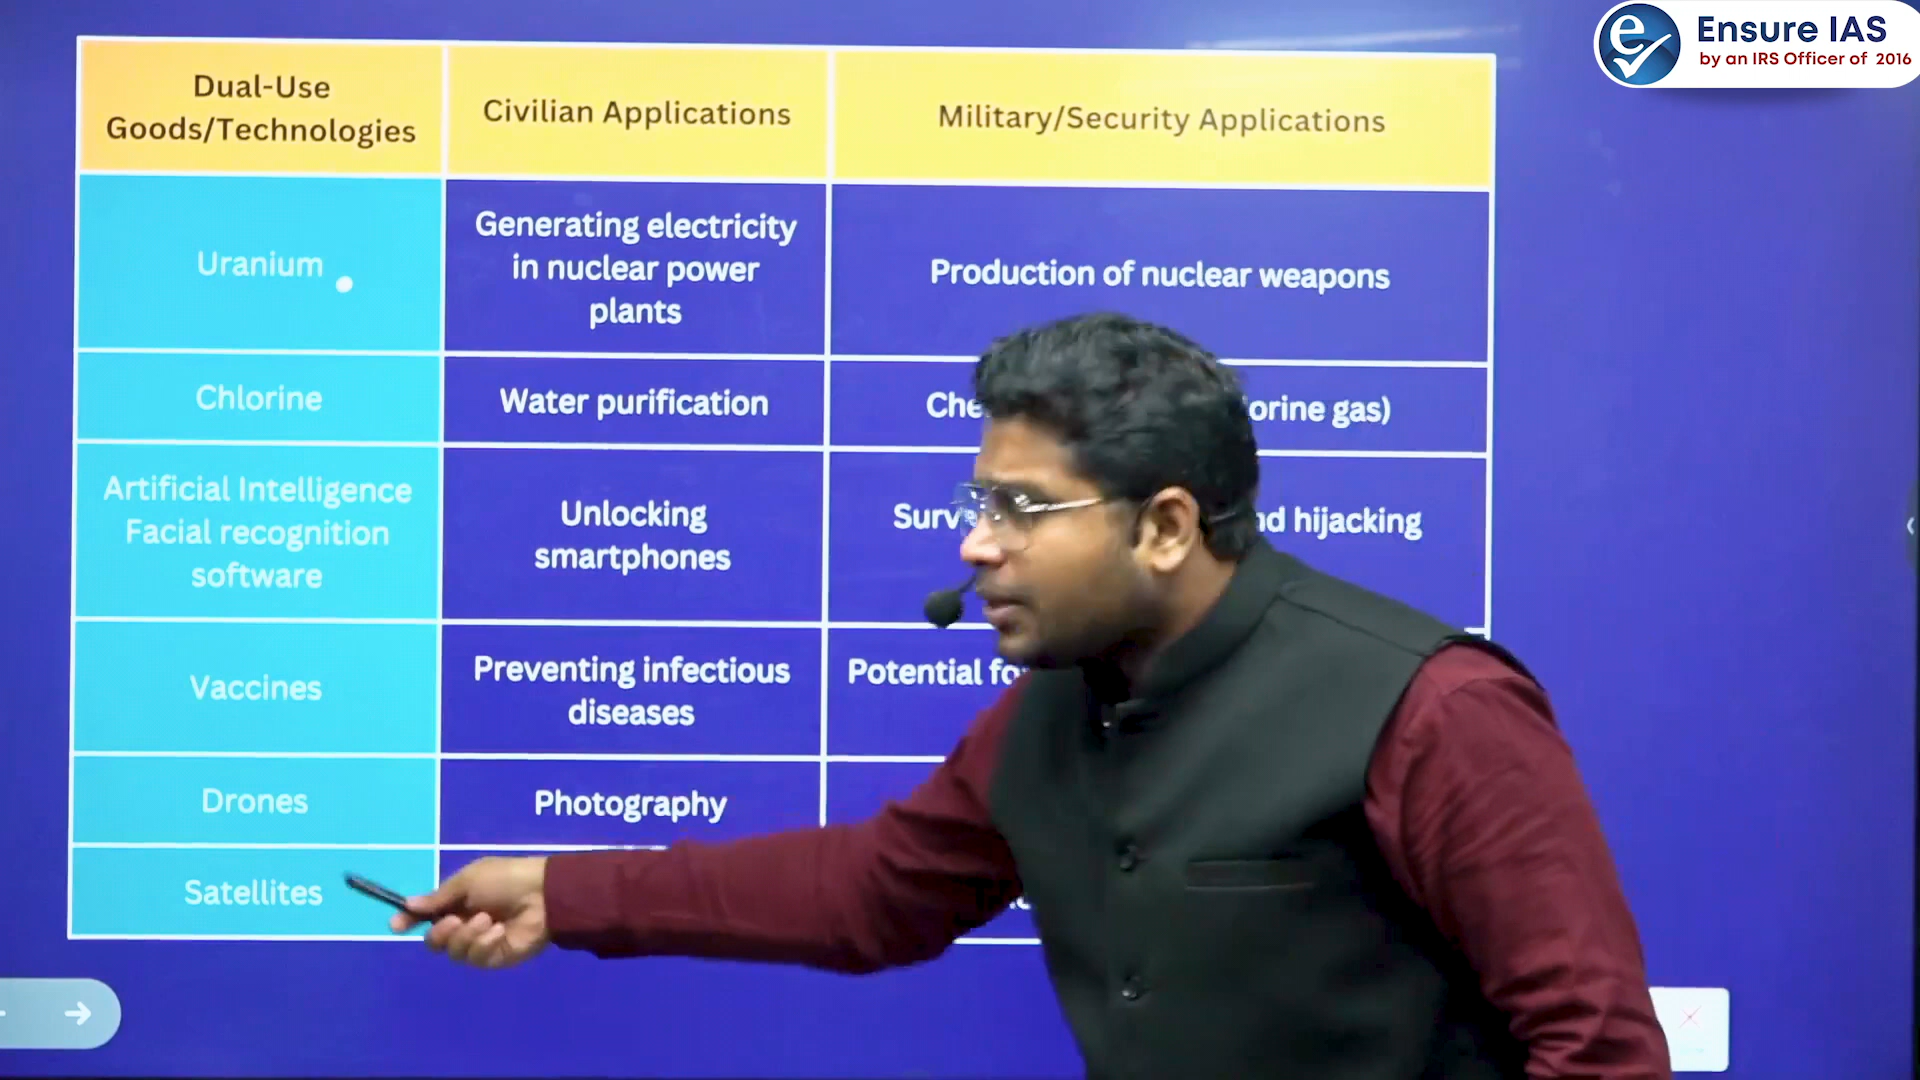 Ensure IAS
by an IRS Officer of 2016
Dual-Use
Goods/Technologies
Civilian Applications
Military/Security Applications
Uranium
Generating electricity
in nuclear power
plants
Production of nuclear weapons
Chlorine
Water purification
gas)
Artificial Intelligence
Facial recognition
software
Unlocking
smartphones
hijacking
Vaccines
Preventing infectious
diseases
Potential
Drones
Photography
Satellites